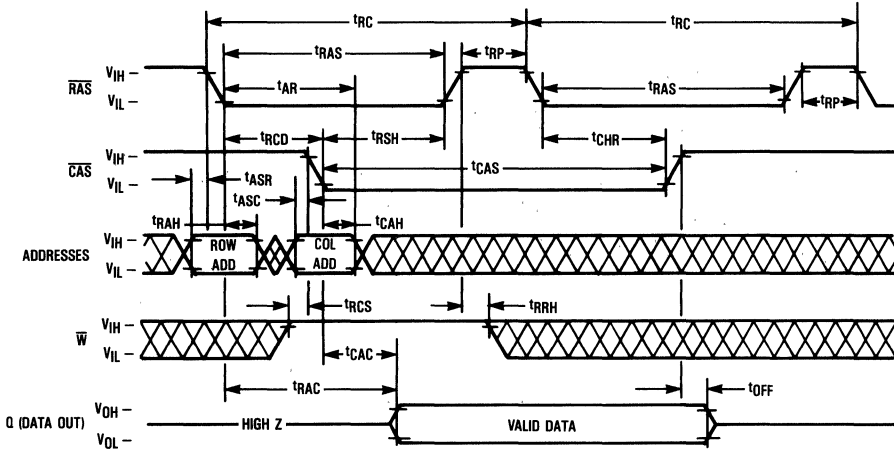 tRC tRC
tRAS tRP
RAS VIH – tAR tRAS
VIL – tRP
tRCD tRSH tCHR
CAS VIH –
VIL – tASR tCAS
tASC
tRAH tCAH
ADDRESSES VIH – ROW COL
VIL – ADD ADD
tRCS tRRH
W VIH –
VIL – tCAC
tRAC tOFF
Q (DATA OUT) VOH –
HIGH Z VALID DATA
VOL –